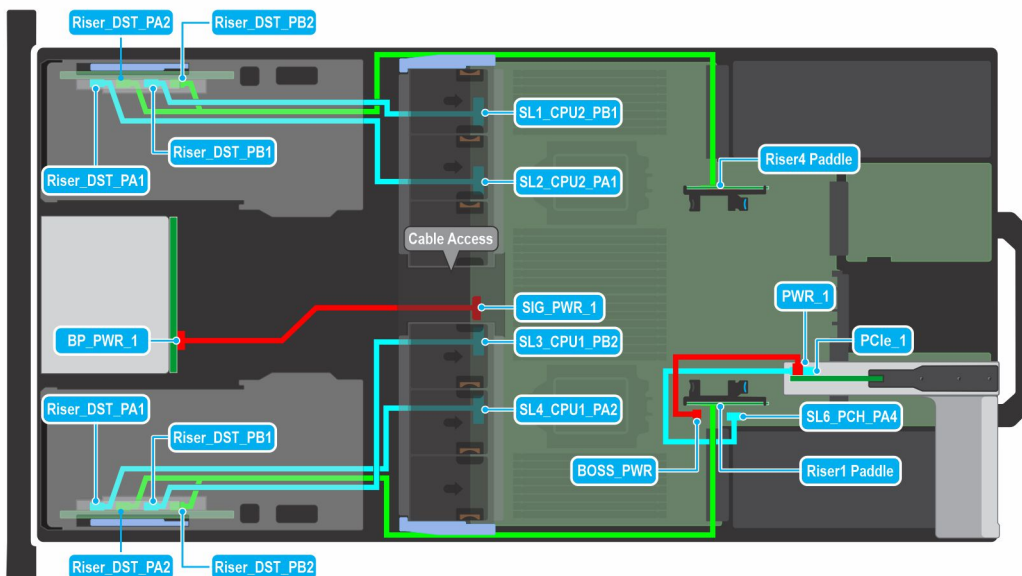 Riser_DST_PA2
Riser_DST_PB2
SL1_CPU2_PB1
Riser_DST_PB1
Riser4 Paddle
Riser_DST_PA1
SL2_CPU2_PA1
Cable Access
PWR_1
SIG_PWR_1
BP_PWR_1
SL3_CPU1_PB2
PCIe_1
Riser_DST_PA1
SL4_CPU1_PA2
SL6_PCH_PA4
Riser_DST_PB1
BOSS_PWR
Riser1 Paddle
Riser_DST_PA2
Riser_DST_PB2